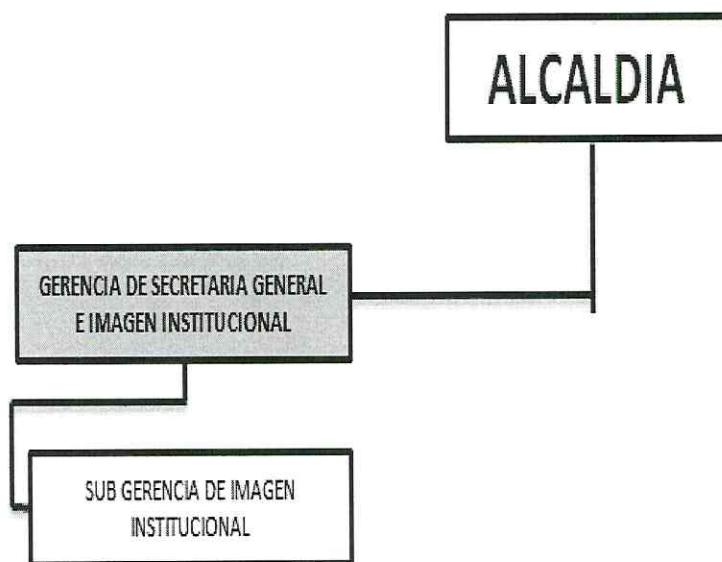 ALCALDIA
GERENCIA DE SECRETARIA GENERAL
E IMAGEN INSTITUCIONAL
SUB GERENCIA DE IMAGEN
INSTITUCIONAL